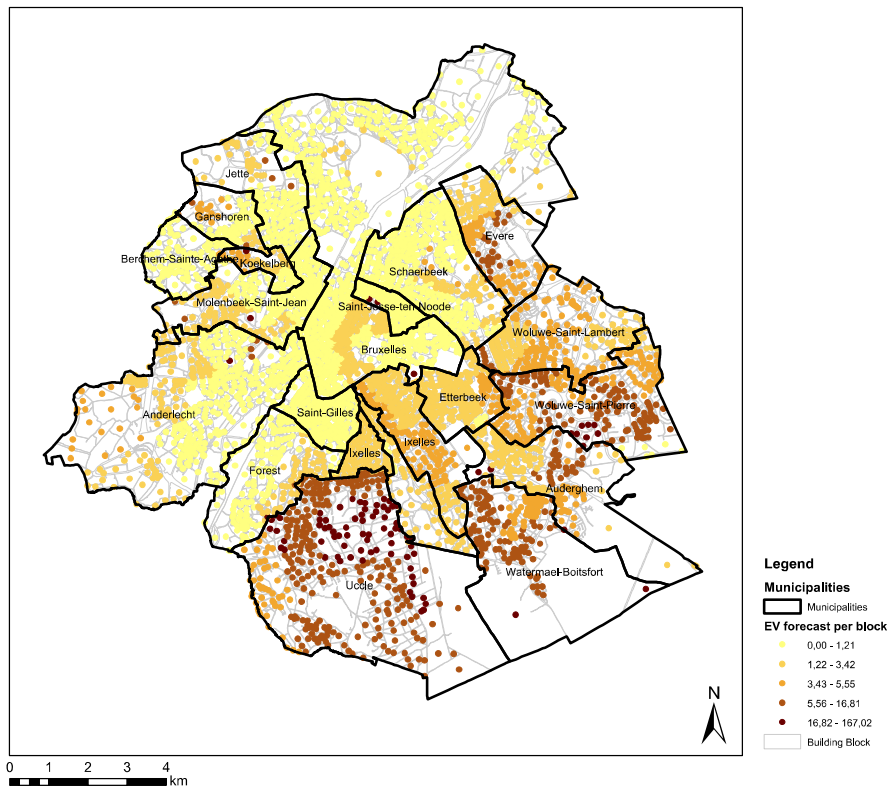 Jette
Ganshoren
Evere
Berchem-Sainte-Agathe
Koekelberg
Schaerbeek
Molenbeek-Saint-Jean
Saint-Josse-ten-Noode
Woluwe-Saint-Lambert
Bruxelles
Etterbeek
Woluwe-Saint-Pierre
Anderlecht
Saint-Gilles
Ixelles
Ixelles
Forest
Auderghem
Uccle
Watermael-Boitsfort
Legend
Municipalities
Municipalities
EV forecast per block
0,00 - 1,21
1,22 - 3,42
3,43 - 5,55
5,56 - 16,81
16,82 - 167,02
Building Block
N
0 1 2 3 4
km